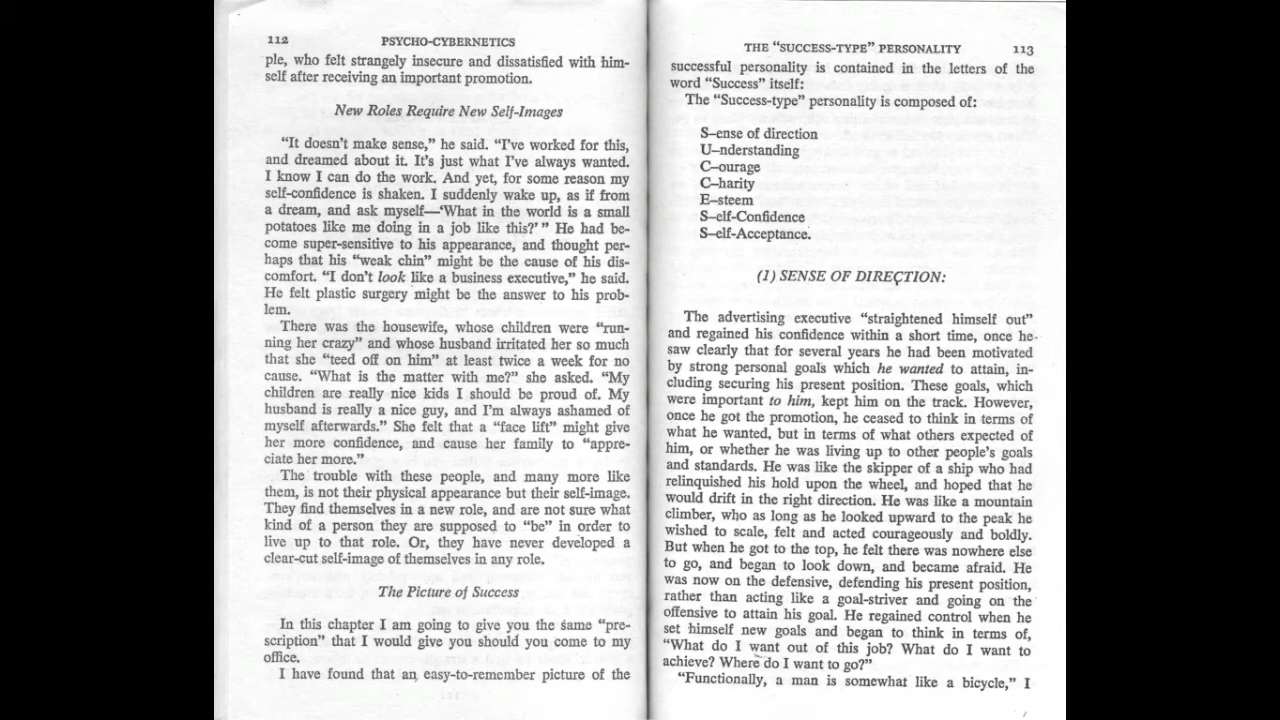 112 PSYCHO-CYBERNETICS
ple, who felt strangely insecure and dissatisfied with him-
self after receiving an important promotion.
New Roles Require New Self-Images
“It doesn’t make sense,” he said. “I’ve worked for this,
and dreamed about it. It’s just what I’ve always wanted.
I know I can do the work. And yet, for some reason my
self-confidence is shaken. I suddenly wake up, as if from
a dream, and ask myself—‘What in the world is a small
potatoes like me doing in a job like this?’ ” He had be-
come super-sensitive to his appearance, and thought per-
haps that his “weak chin” might be the cause of his dis-
comfort. “I don’t look like a business executive,” he said.
He felt plastic surgery might be the answer to his prob-
lem.
There was the housewife, whose children were “run-
ning her crazy” and whose husband irritated her so much
that she “teed off on him” at least twice a week for no
cause. “What is the matter with me?” she asked. “My
children are really nice kids I should be proud of. My
husband is really a nice guy, and I’m always ashamed of
myself afterwards.” She felt that a “face lift” might give
her more confidence, and cause her family to “appre-
ciate her more.”
The trouble with these people, and many more like
them, is not their physical appearance but their self-image.
They find themselves in a new role, and are not sure what
kind of a person they are supposed to “be” in order to
live up to that role. Or, they have never developed a
clear-cut self-image of themselves in any role.
The Picture of Success
In this chapter I am going to give you the same “pre-
scription” that I would give you should you come to my
office.
I have found that an easy-to-remember picture of the
THE “SUCCESS-TYPE” PERSONALITY 113
successful personality is contained in the letters of the
word “Success” itself:
The “Success-type” personality is composed of:
S–ense of direction
U–nderstanding
C–ourage
C–harity
E–steem
S–elf-Confidence
S–elf-Acceptance.
(1) SENSE OF DIRECTION:
The advertising executive “straightened himself out”
and regained his confidence within a short time, once he
saw clearly that for several years he had been motivated
by strong personal goals which he wanted to attain, in-
cluding securing his present position. These goals, which
were important to him, kept him on the track. However,
once he got the promotion, he ceased to think in terms of
what he wanted, but in terms of what others expected of
him, or whether he was living up to other people’s goals
and standards. He was like the skipper of a ship who had
relinquished his hold upon the wheel, and hoped that he
would drift in the right direction. He was like a mountain
climber, who as long as he looked upward to the peak he
wished to scale, felt and acted courageously and boldly.
But when he got to the top, he felt there was nowhere else
to go, and began to look down, and became afraid. He
was now on the defensive, defending his present position,
rather than acting like a goal-striver and going on the
offensive to attain his goal. He regained control when he
set himself new goals and began to think in terms of,
“What do I want out of this job? What do I want to
achieve? Where do I want to go?”
“Functionally, a man is somewhat like a bicycle,” I